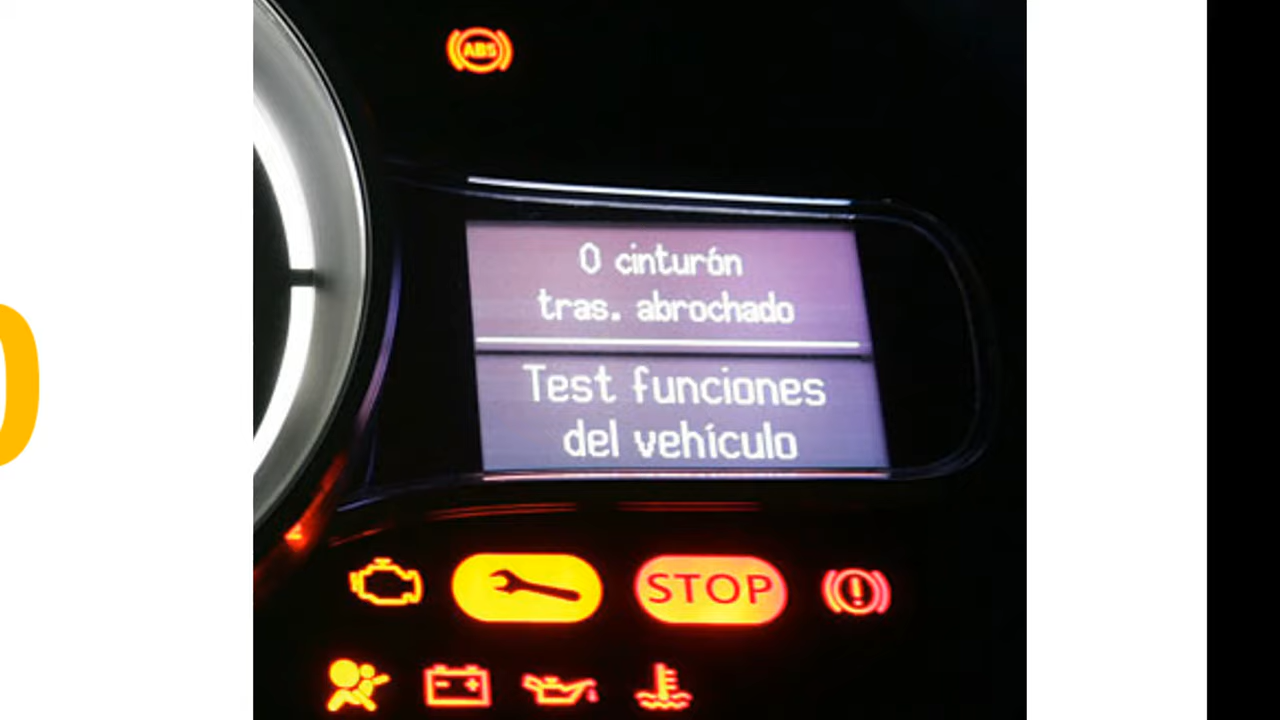 ABS
0 cinturón
tras. abrochado
Test funciones
del vehículo
STOP